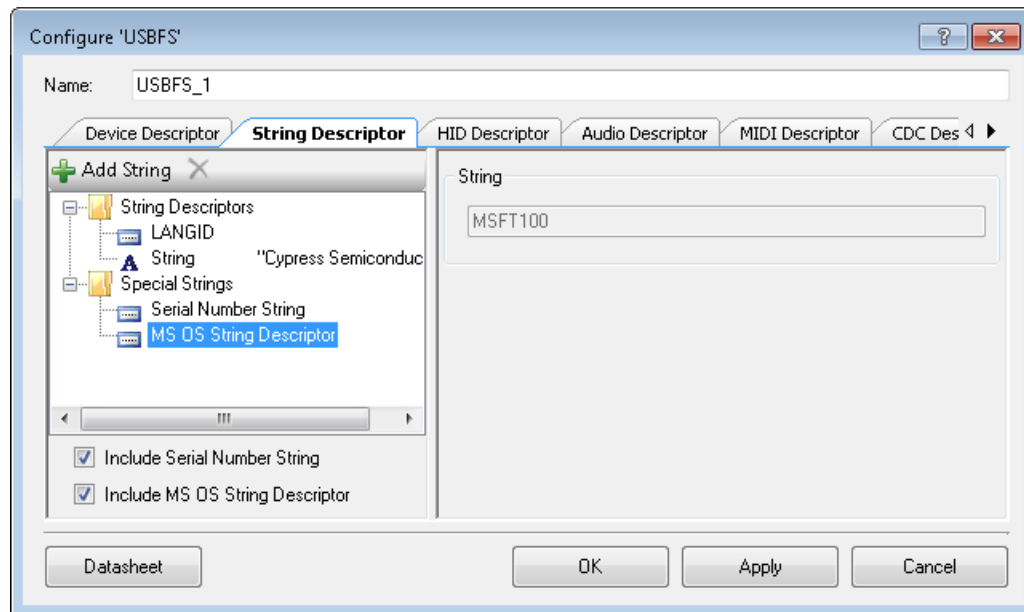 Configure 'USBFS'
Name: USBFS_1
Device Descriptor String Descriptor HID Descriptor Audio Descriptor MIDI Descriptor CDC Des
Add String
String Descriptors
LANGID
String "Cypress Semiconduc
Special Strings
Serial Number String
MS OS String Descriptor
Include Serial Number String
Include MS OS String Descriptor
String
MSFT100
Datasheet OK Apply Cancel